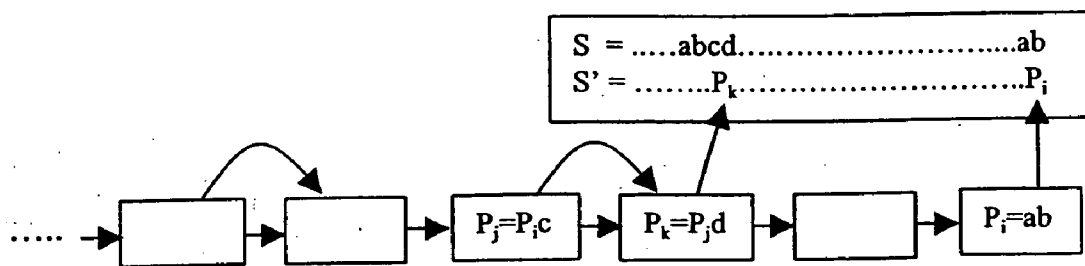 S = .....abcd................................ab
S' = ........Pₖ..................................Pᵢ
..... Pⱼ=Pᵢc Pₖ=Pⱼd Pᵢ=ab